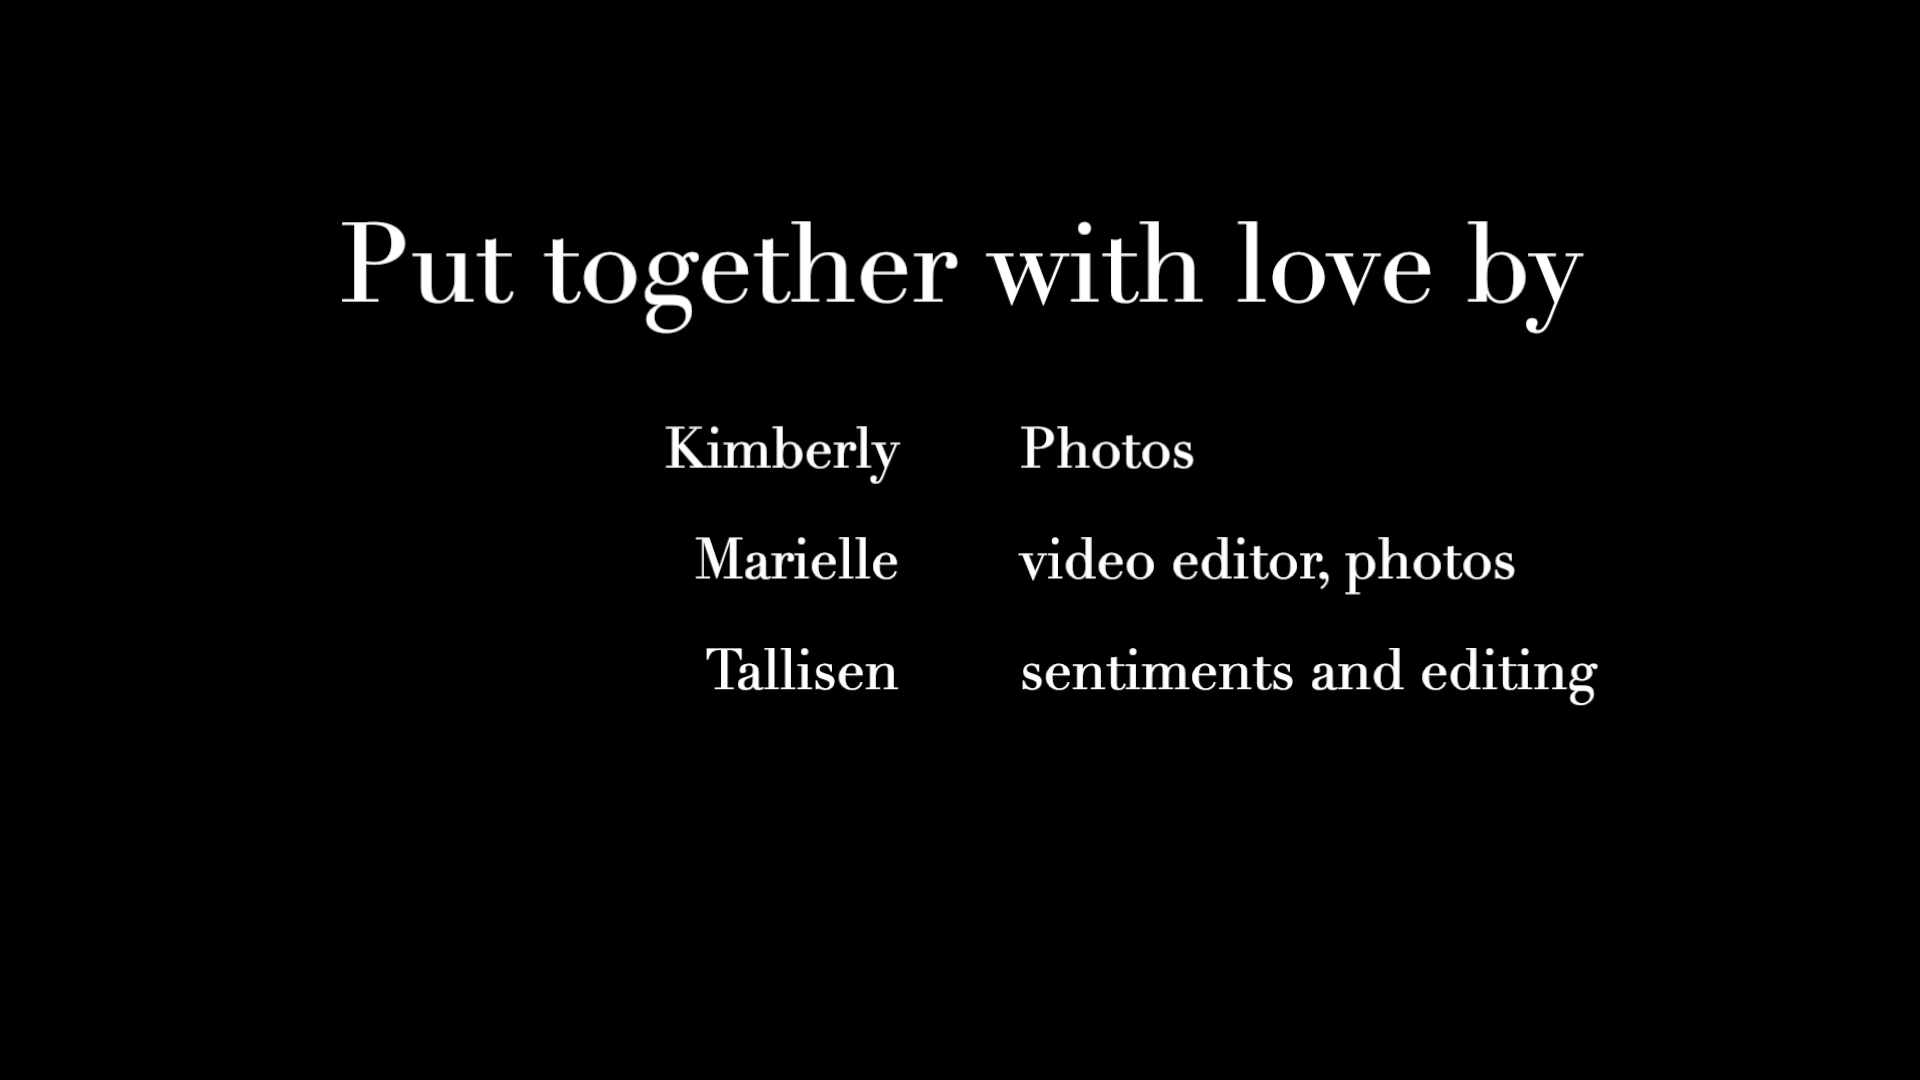 Put together with love by
Kimberly Photos
Marielle video editor, photos
Tallisen sentiments and editing